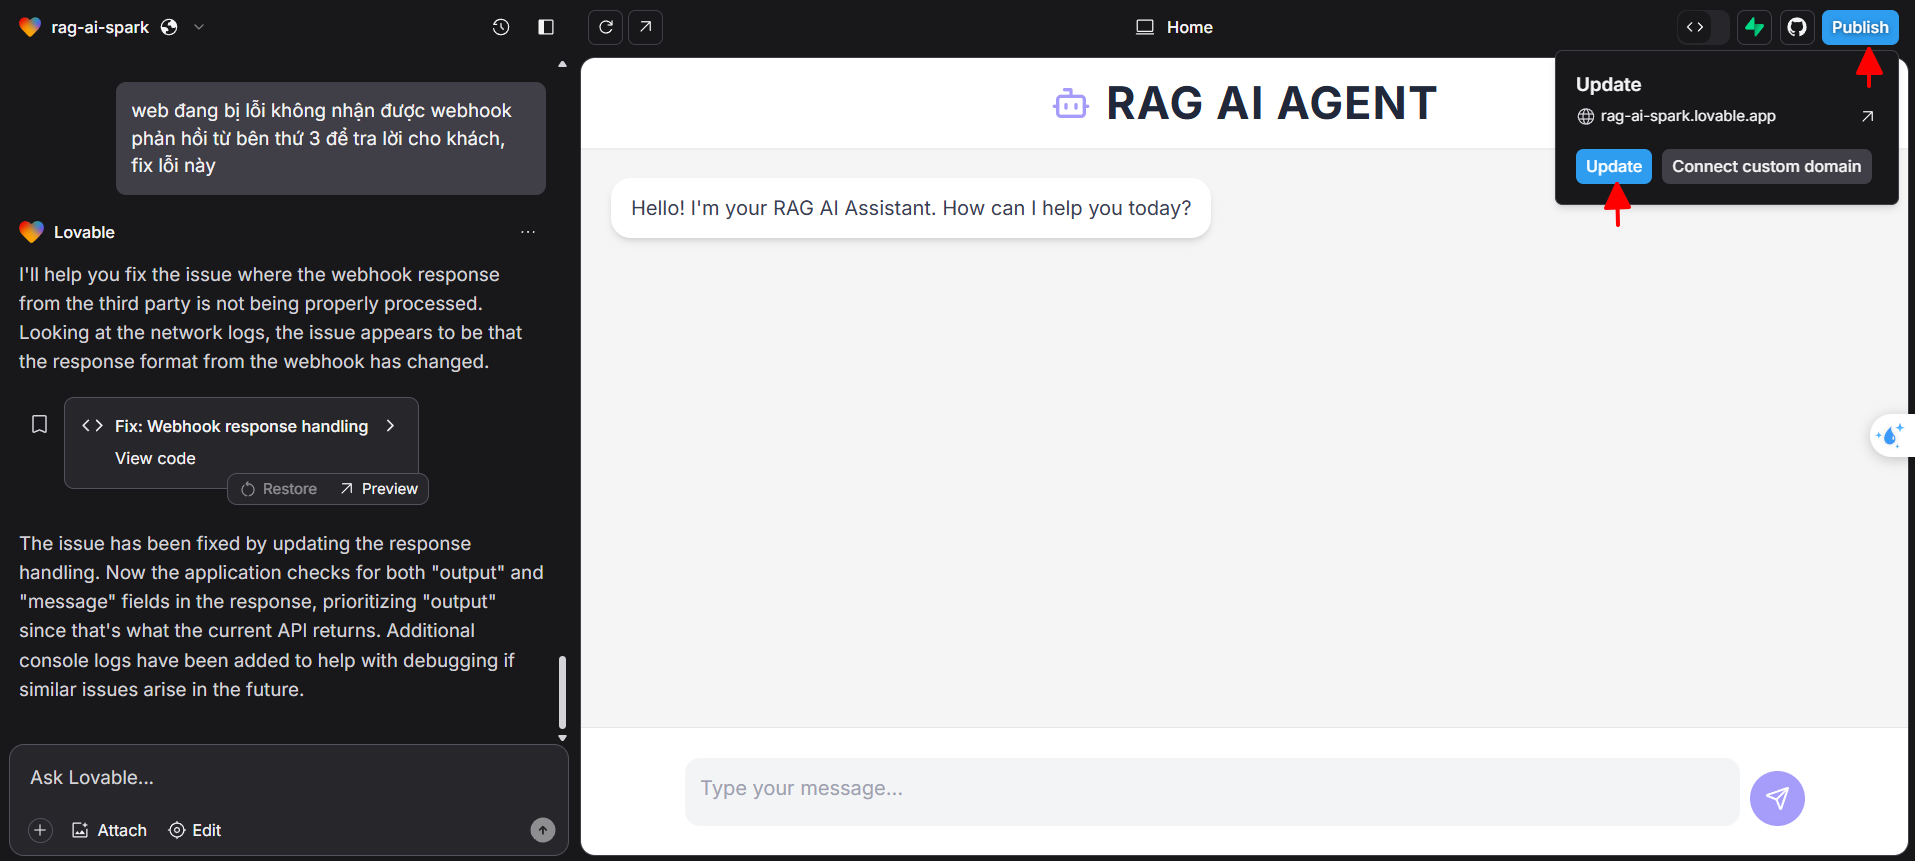 rag-ai-spark
web đang bị lỗi không nhận được webhook
phản hồi từ bên thứ 3 để tra lời cho khách,
fix lỗi này
Lovable
I'll help you fix the issue where the webhook response
from the third party is not being properly processed.
Looking at the network logs, the issue appears to be that
the response format from the webhook has changed.
Fix: Webhook response handling
View code
Restore Preview
The issue has been fixed by updating the response
handling. Now the application checks for both "output" and
"message" fields in the response, prioritizing "output"
since that's what the current API returns. Additional
console logs have been added to help with debugging if
similar issues arise in the future.
Ask Lovable...
Attach Edit
Home
Publish
Update
rag-ai-spark.lovable.app
Update Connect custom domain
RAG AI AGENT
Hello! I'm your RAG AI Assistant. How can I help you today?
Type your message...